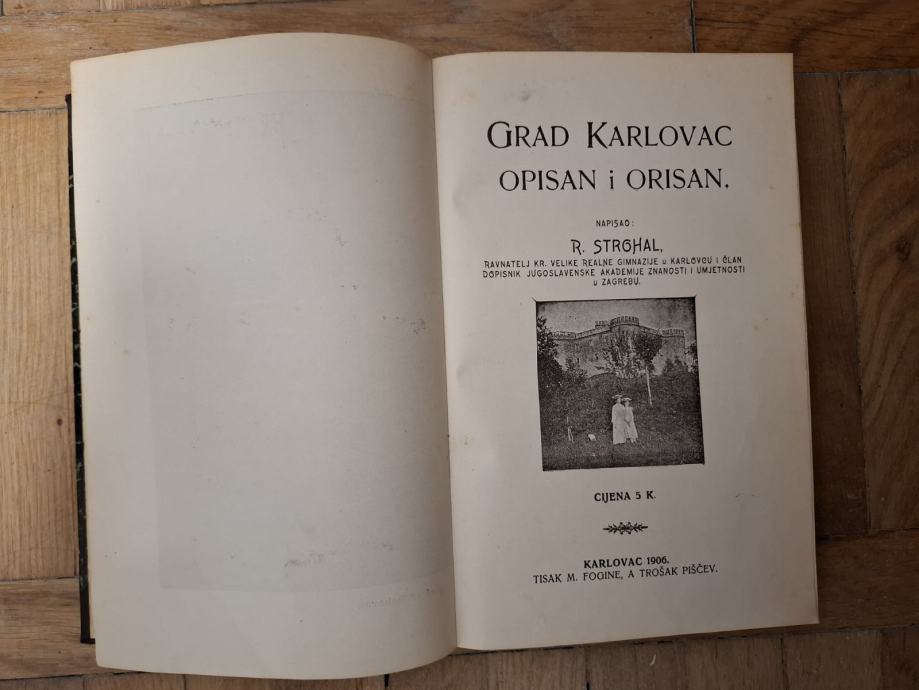 GRAD KARLOVAC
OPISAN i ORISAN.
NAPISAO:
R. STROHAL,
RAVNATELJ KR. VELIKE REALNE GIMNAZIJE u KARLOVCU I ČLAN
DOPISNIK JUGOSLAVENSKE AKADEMIJE ZNANOSTI I UMJETNOSTI
u ZAGREBU.
CIJENA 5 K.
KARLOVAC 1906.
TISAK M. FOGINE, A TROŠAK PIŠČEV.